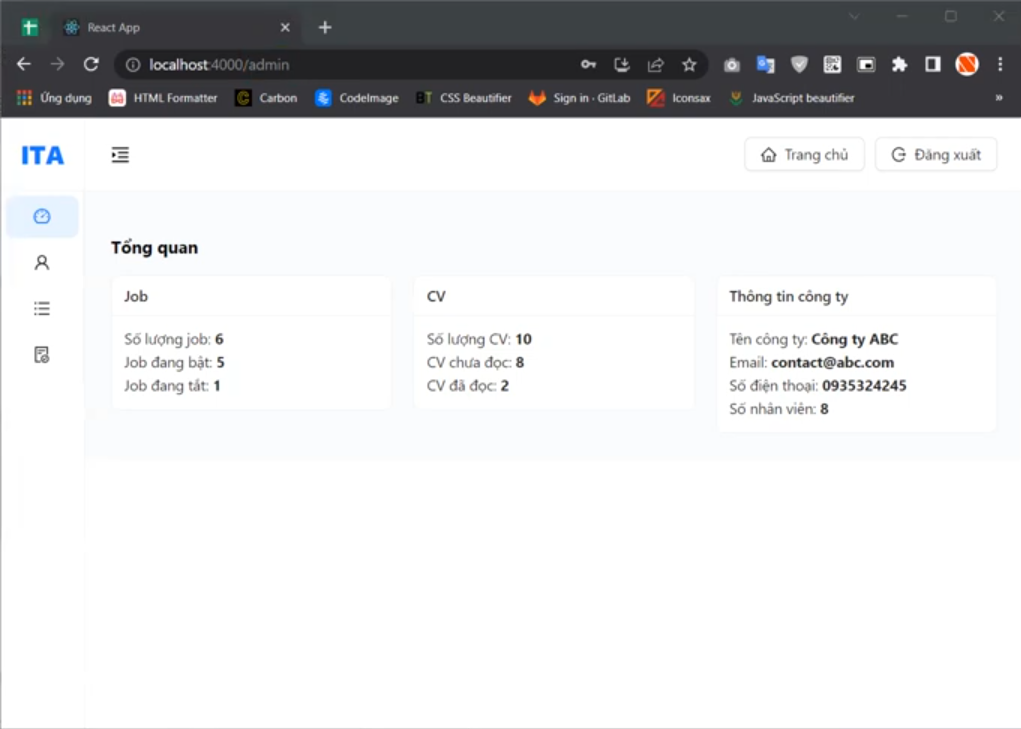 React App
localhost:4000/admin
Ứng dụng HTML Formatter Carbon CodeImage BT CSS Beautifier Sign in · GitLab Iconsax JavaScript beautifier »
ITA
Trang chủ
Đăng xuất
Tổng quan
Job
Số lượng job: 6
Job đang bật: 5
Job đang tắt: 1
CV
Số lượng CV: 10
CV chưa đọc: 8
CV đã đọc: 2
Thông tin công ty
Tên công ty: Công ty ABC
Email: contact@abc.com
Số điện thoại: 0935324245
Số nhân viên: 8